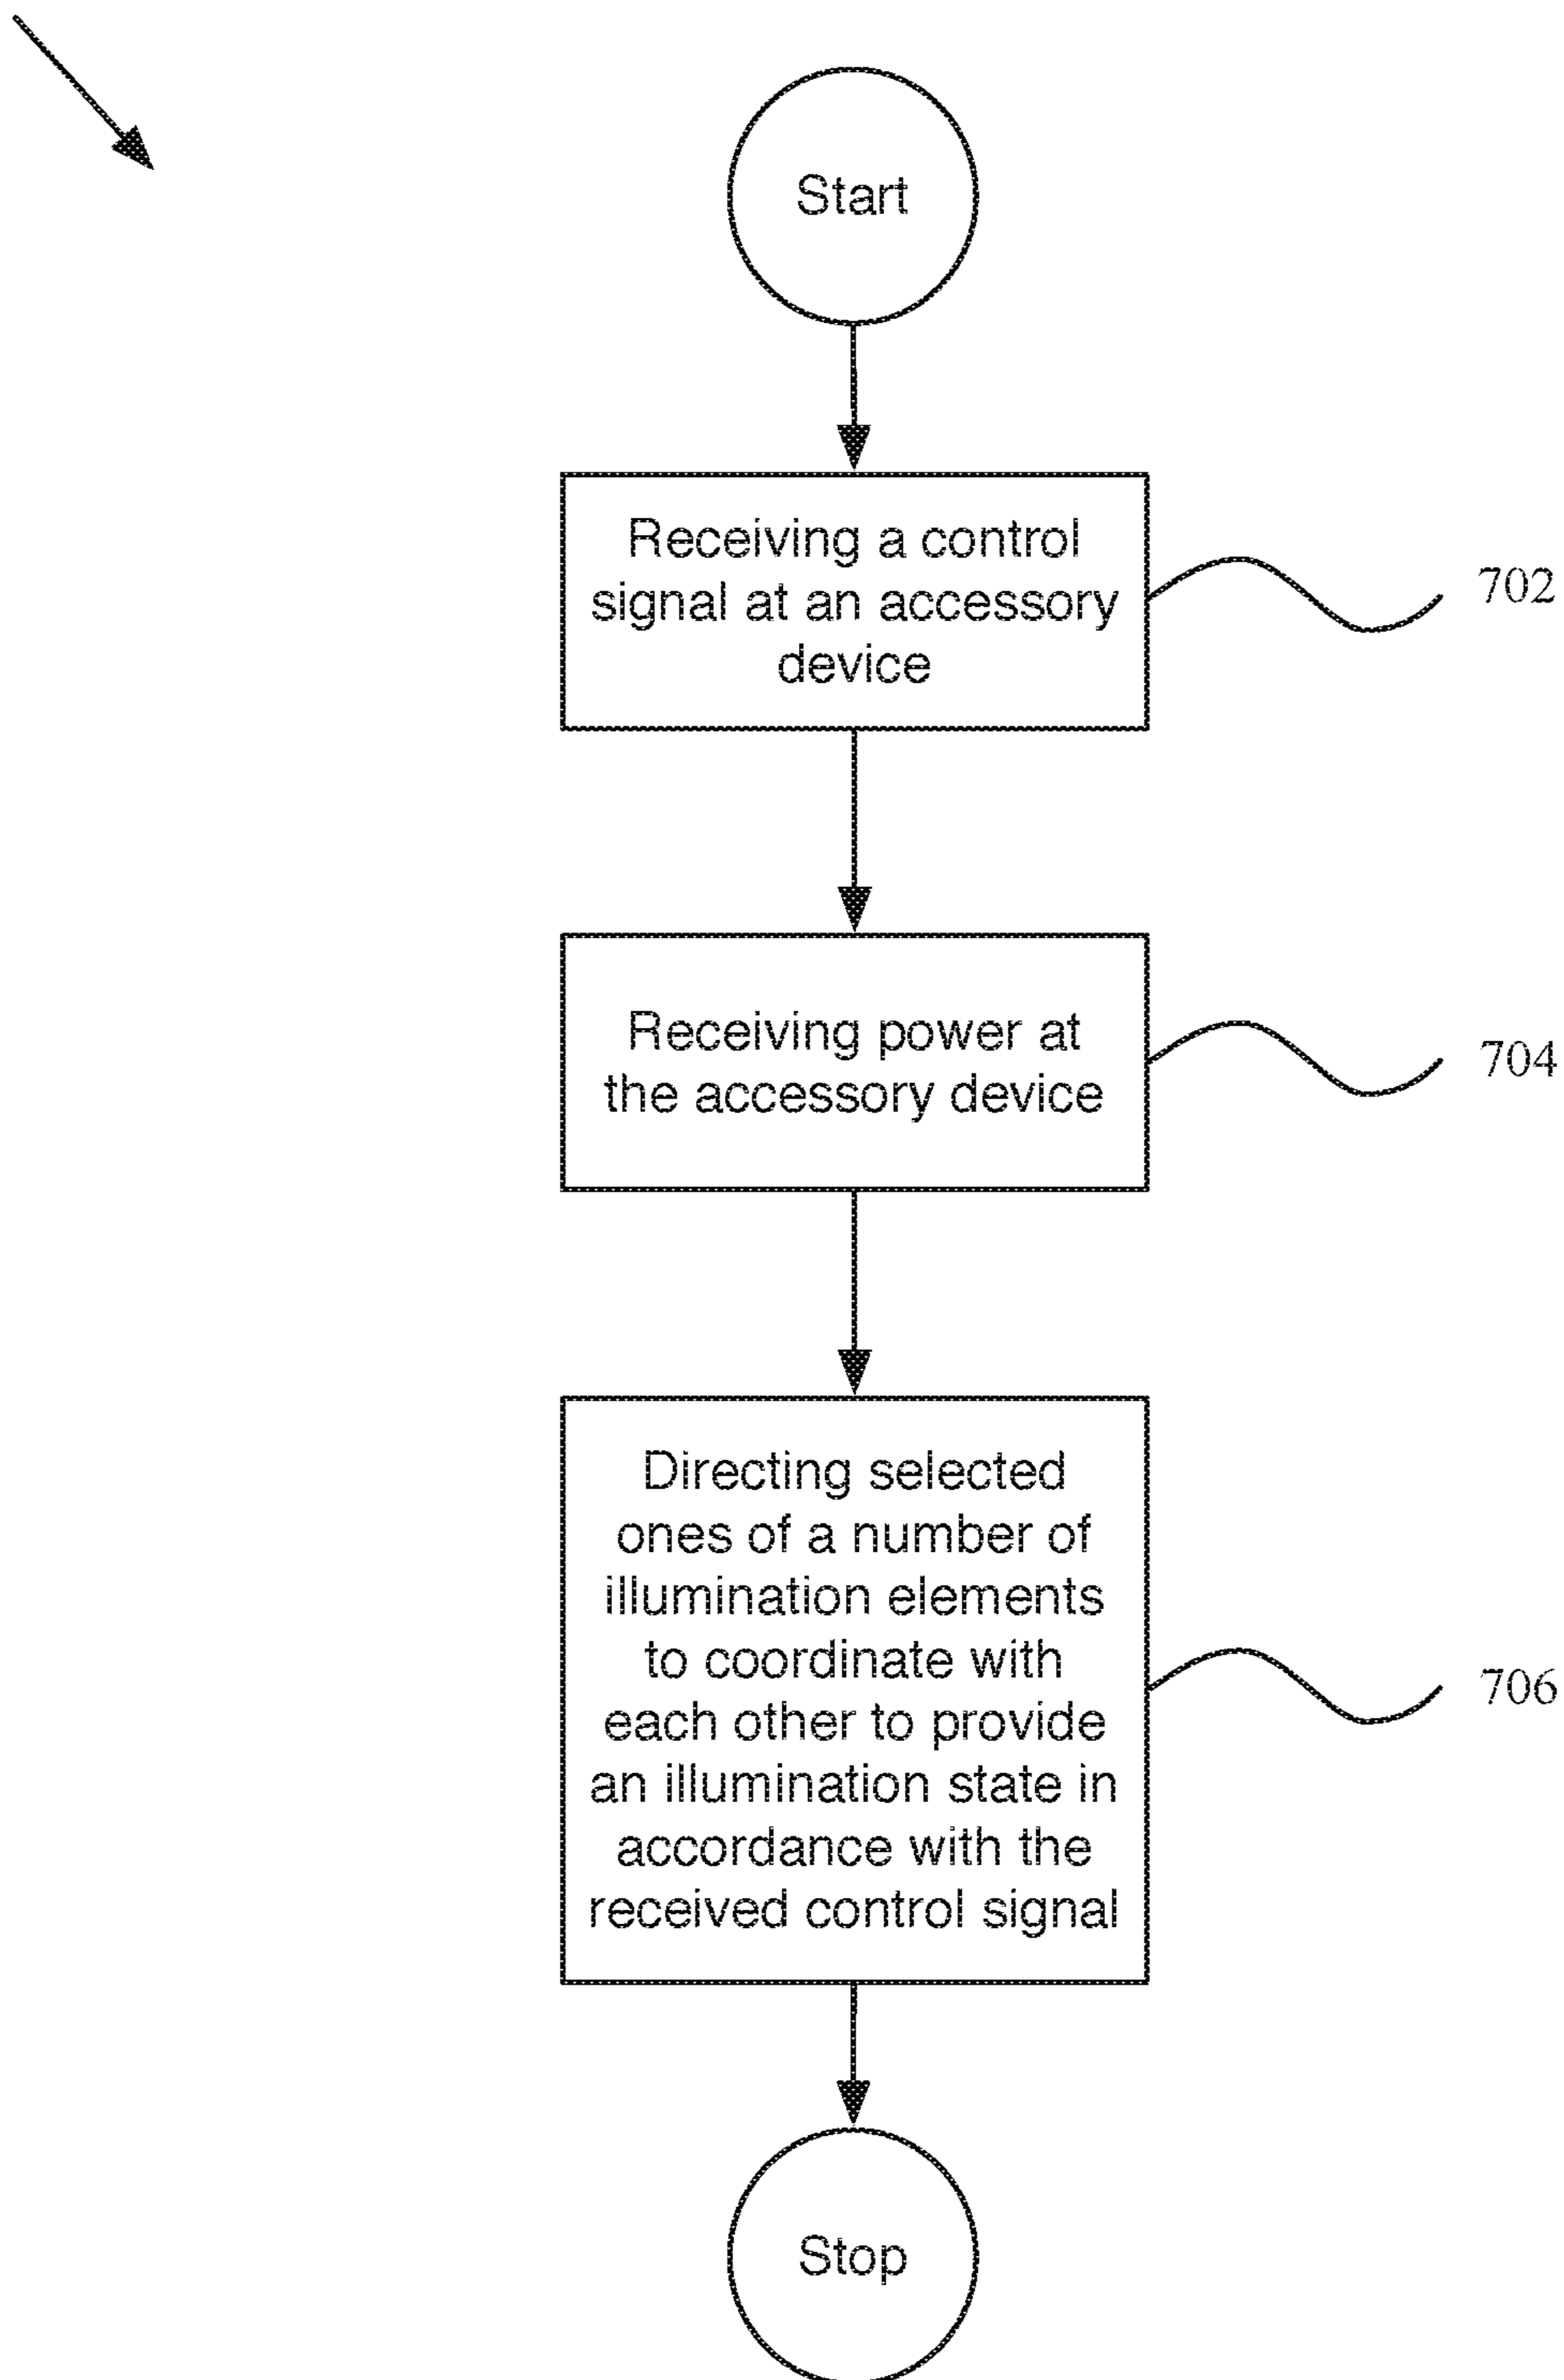 Start
Receiving a control
signal at an accessory
device
702
Receiving power at
the accessory device
704
Directing selected
ones of a number of
illumination elements
to coordinate with
each other to provide
an illumination state in
accordance with the
received control signal
706
Stop